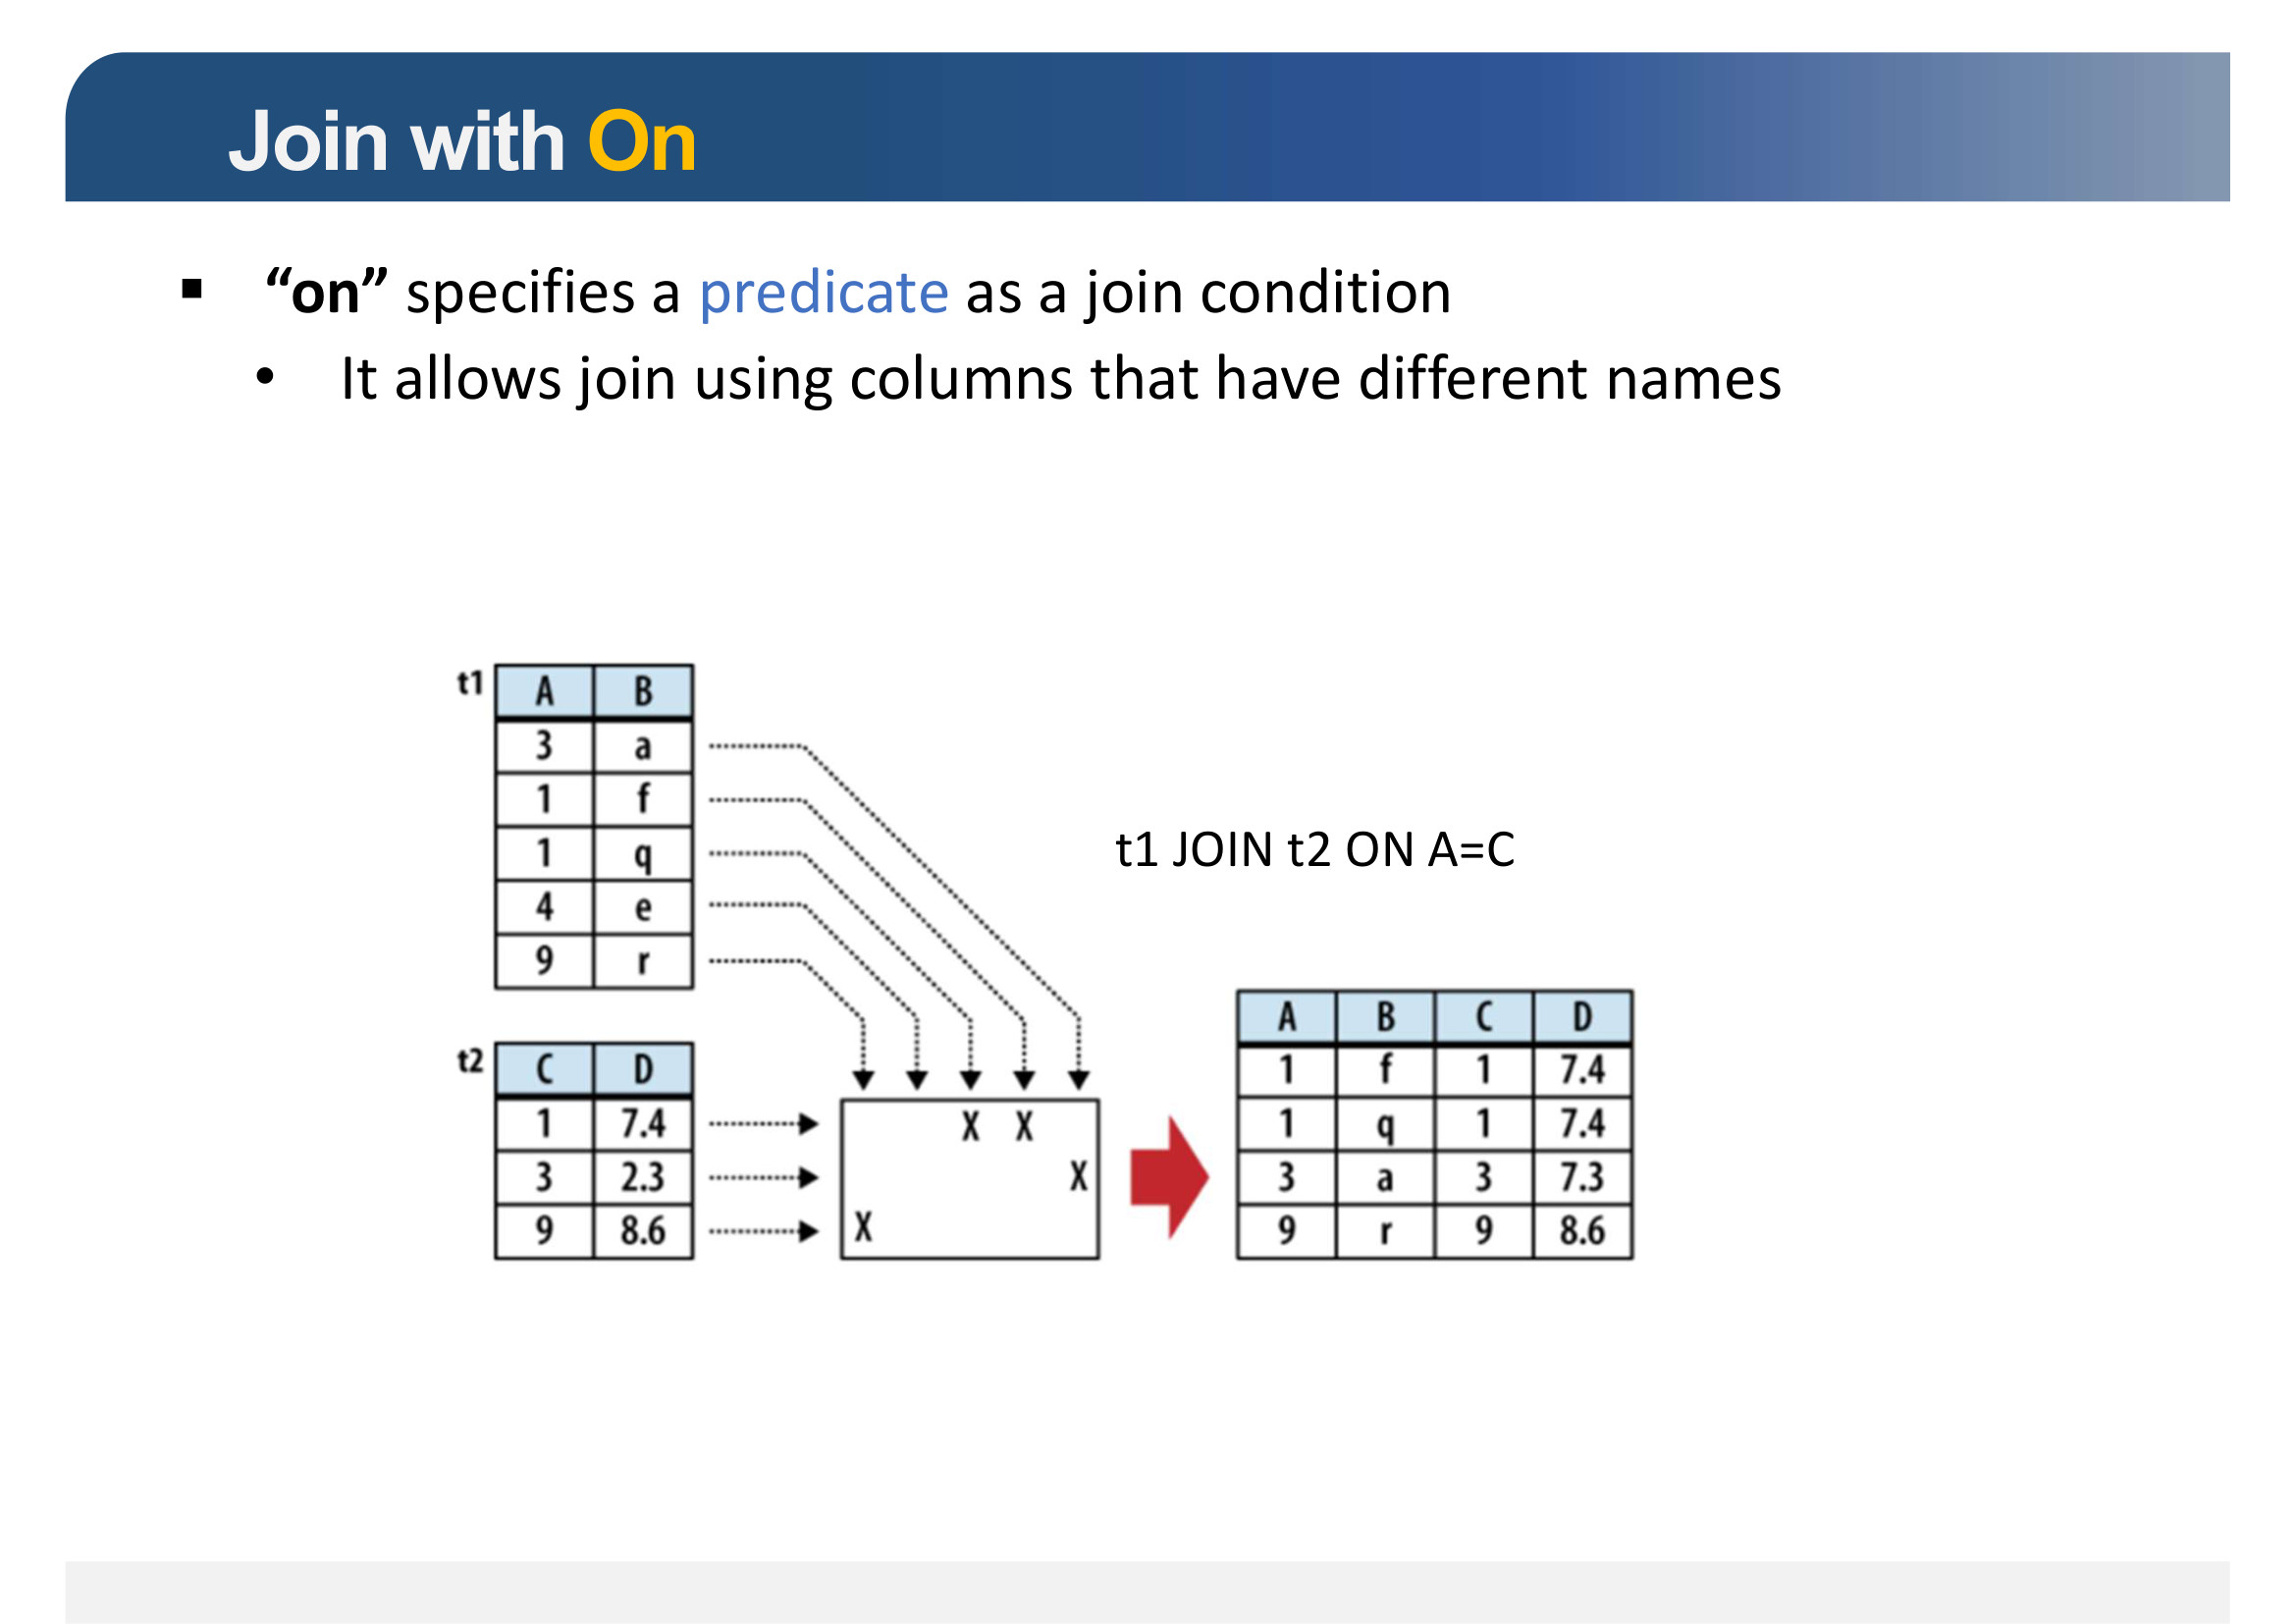 Join with On
▪ “on” specifies a predicate as a join condition
• It allows join using columns that have different names
t1 A B
3 a
1 f
1 q
4 e
9 r
t1 JOIN t2 ON A=C
t2 C D
1 7.4
3 2.3
9 8.6
X X
X
X
A B C D
1 f 1 7.4
1 q 1 7.4
3 a 3 7.3
9 r 9 8.6